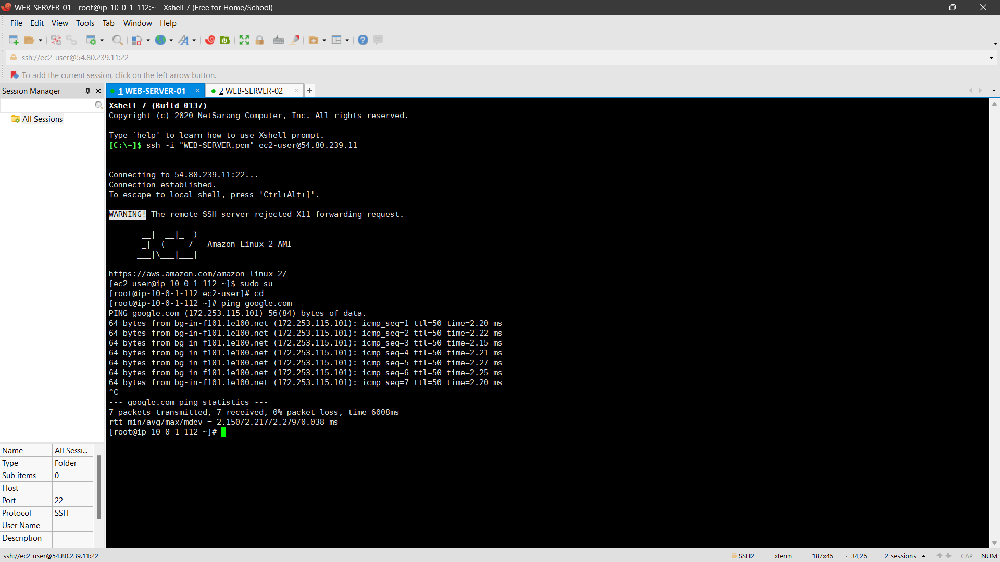 WEB-SERVER-01 - root@ip-10-0-1-112:~ - Xshell 7 (Free for Home/School)
File Edit View Tools Tab Window Help
ssh://ec2-user@54.80.239.11:22
To add the current session, click on the left arrow button.
Session Manager
1 WEB-SERVER-01 2 WEB-SERVER-02
All Sessions
Xshell 7 (Build 0137)
Copyright (c) 2020 NetSarang Computer, Inc. All rights reserved.
Type `help' to learn how to use Xshell prompt.
[C:\~]$ ssh -i "WEB-SERVER.pem" ec2-user@54.80.239.11
Connecting to 54.80.239.11:22...
Connection established.
To escape to local shell, press 'Ctrl+Alt+]'.
WARNING! The remote SSH server rejected X11 forwarding request.
       __|  __|_  )
       _|  (     /   Amazon Linux 2 AMI
      ___|\___|___|
https://aws.amazon.com/amazon-linux-2/
[ec2-user@ip-10-0-1-112 ~]$ sudo su
[root@ip-10-0-1-112 ec2-user]# cd
[root@ip-10-0-1-112 ~]# ping google.com
PING google.com (172.253.115.101) 56(84) bytes of data.
64 bytes from bg-in-f101.1e100.net (172.253.115.101): icmp_seq=1 ttl=50 time=2.20 ms
64 bytes from bg-in-f101.1e100.net (172.253.115.101): icmp_seq=2 ttl=50 time=2.22 ms
64 bytes from bg-in-f101.1e100.net (172.253.115.101): icmp_seq=3 ttl=50 time=2.15 ms
64 bytes from bg-in-f101.1e100.net (172.253.115.101): icmp_seq=4 ttl=50 time=2.21 ms
64 bytes from bg-in-f101.1e100.net (172.253.115.101): icmp_seq=5 ttl=50 time=2.27 ms
64 bytes from bg-in-f101.1e100.net (172.253.115.101): icmp_seq=6 ttl=50 time=2.25 ms
64 bytes from bg-in-f101.1e100.net (172.253.115.101): icmp_seq=7 ttl=50 time=2.20 ms
^C
--- google.com ping statistics ---
7 packets transmitted, 7 received, 0% packet loss, time 6008ms
rtt min/avg/max/mdev = 2.150/2.217/2.279/0.038 ms
[root@ip-10-0-1-112 ~]#
Name All Sessi...
Type Folder
Sub items 0
Host
Port 22
Protocol SSH
User Name
Description
ssh://ec2-user@54.80.239.11:22 SSH2 xterm 187x45 34,25 2 sessions CAP NUM